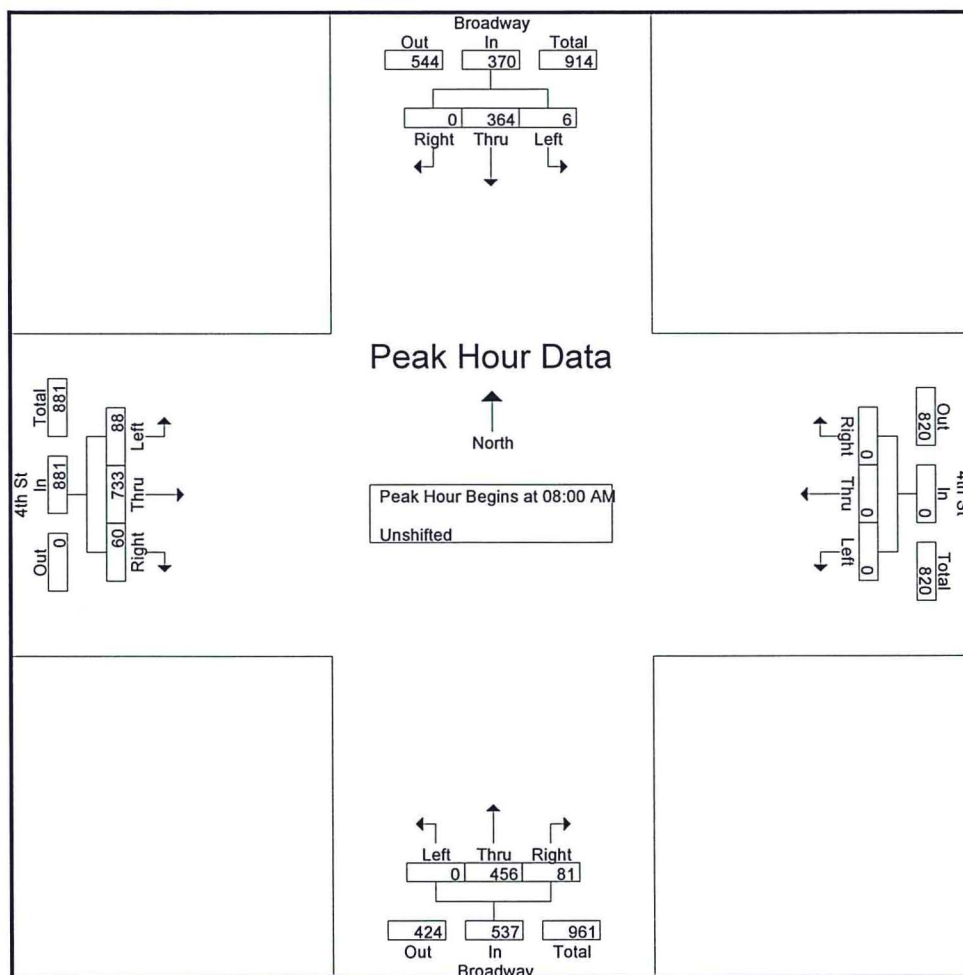 Broadway
Out In Total
544 370 914
0 364 6
Right Thru Left
Peak Hour Data
North
Peak Hour Begins at 08:00 AM
Unshifted
4th St
Out In Total
0 881 881
60 733 88
Right Thru Left
4th St
Out In Total
820 0 820
0 0 0
Right Thru Left
Left Thru Right
0 456 81
424 537 961
Out In Total
Broadway